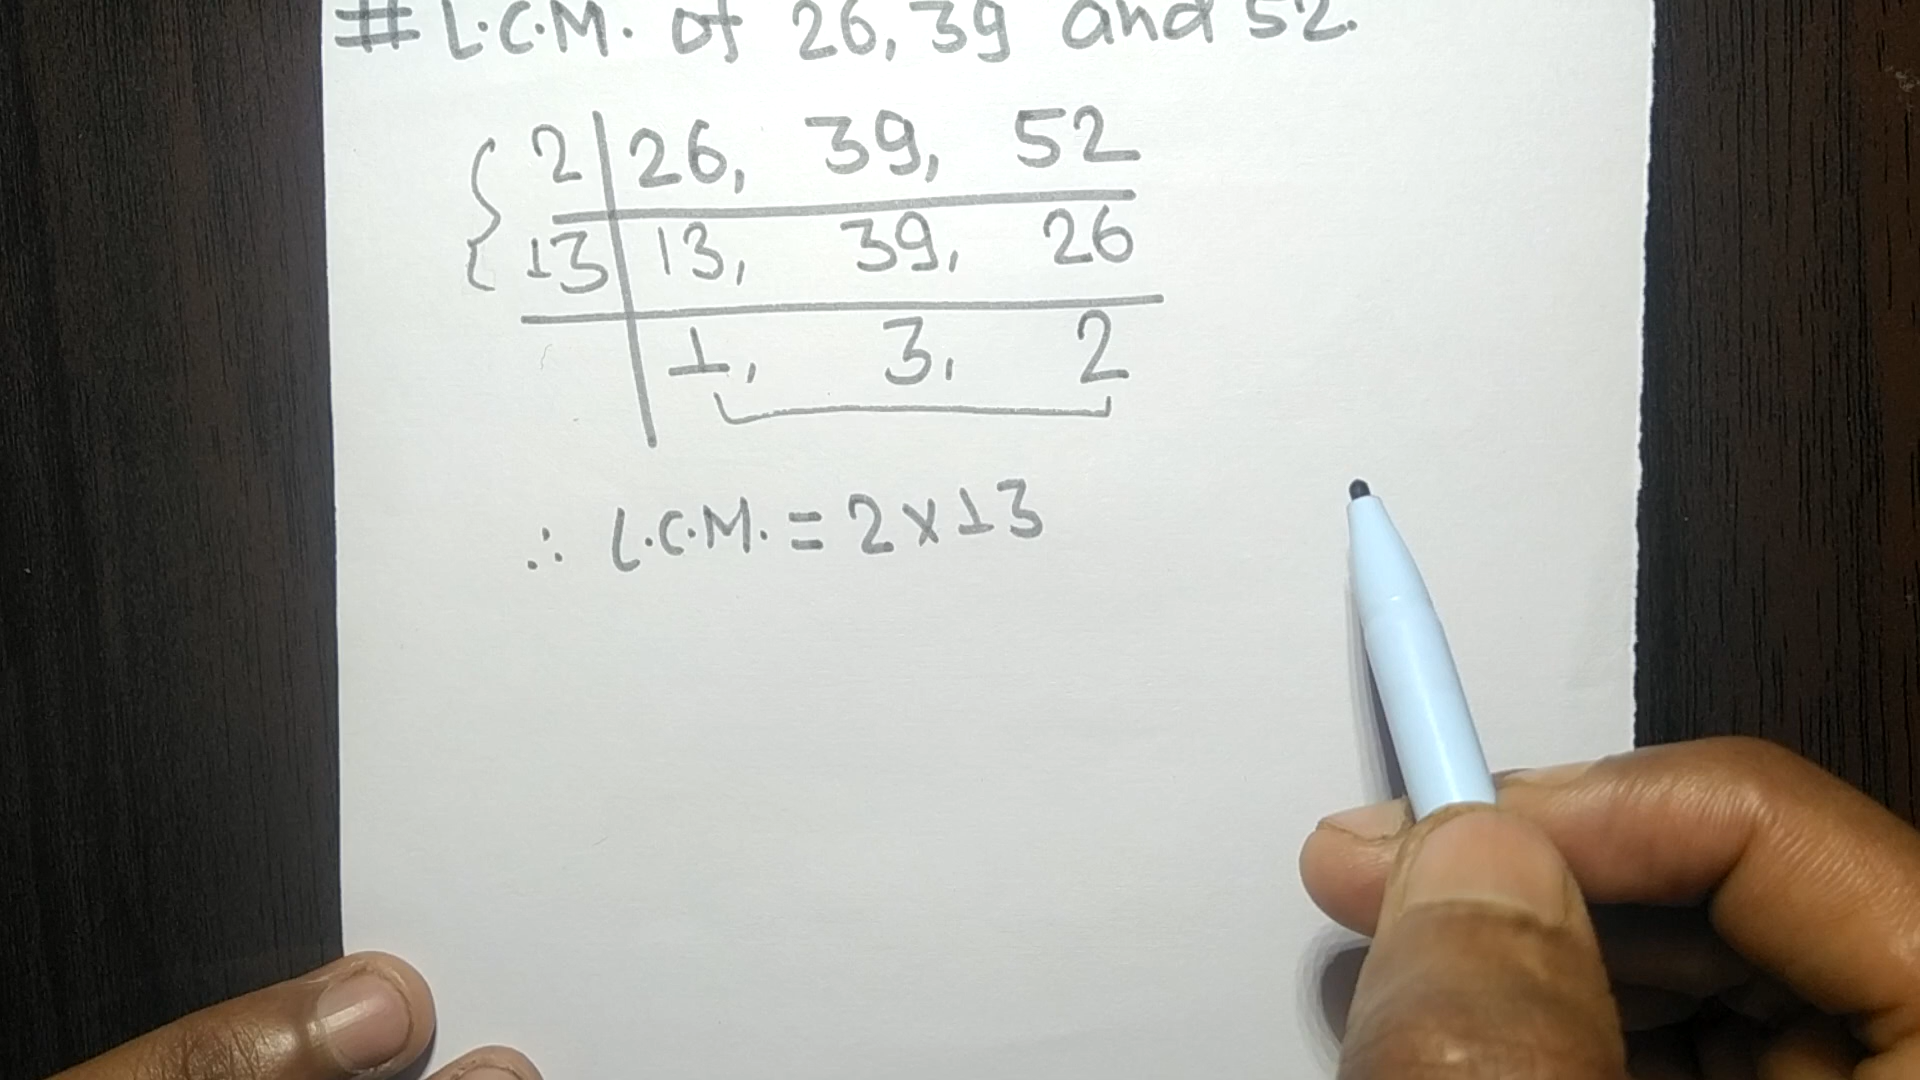 # L.C.M. of 26, 39 and 52.
2 | 26, 39, 52
13 | 13, 39, 26
1, 3, 2
∴ L.C.M. = 2 × 13